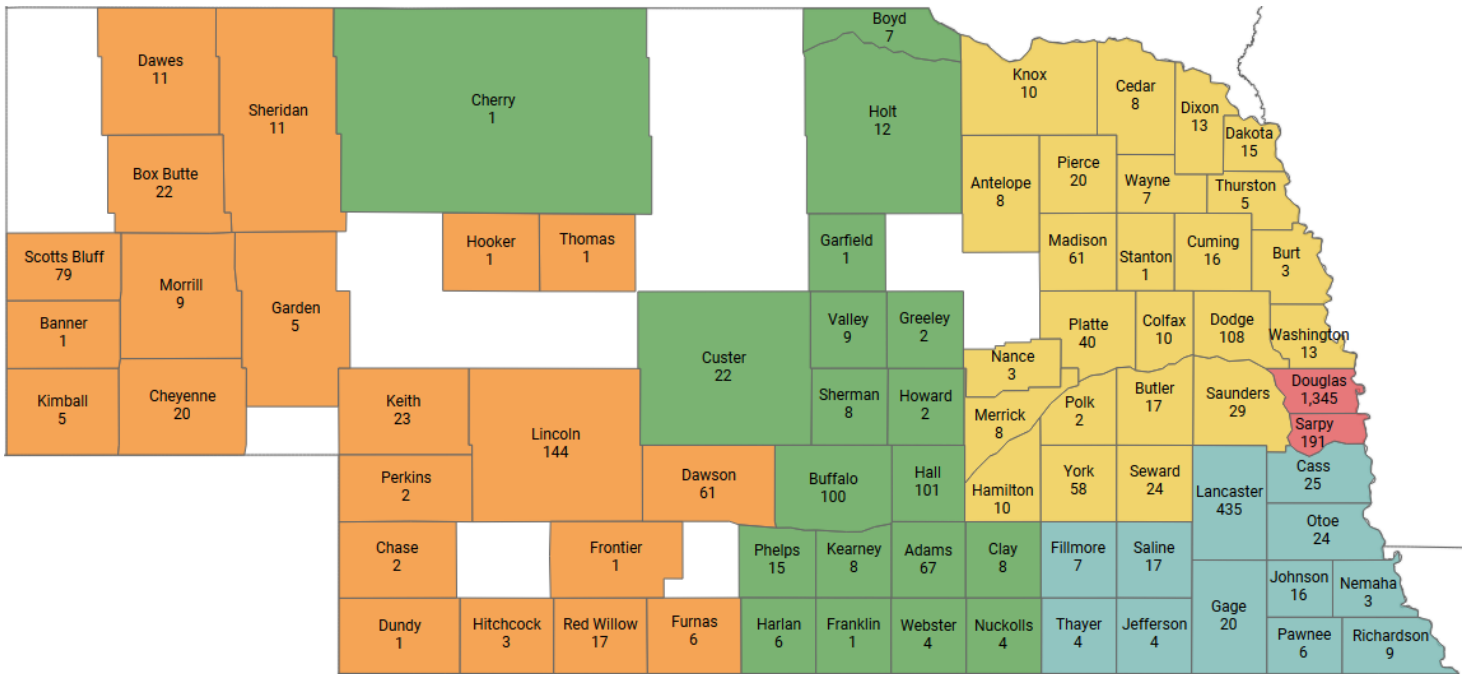 Dawes
11
Sheridan
11
Cherry
1
Boyd
7
Holt
12
Knox
10
Cedar
8
Dixon
13
Dakota
15
Box Butte
22
Antelope
8
Pierce
20
Wayne
7
Thurston
5
Scotts Bluff
79
Morrill
9
Garden
5
Hooker
1
Thomas
1
Garfield
1
Madison
61
Stanton
1
Cuming
16
Burt
3
Banner
1
Custer
22
Valley
9
Greeley
2
Nance
3
Platte
40
Colfax
10
Dodge
108
Washington
13
Kimball
5
Cheyenne
20
Keith
23
Lincoln
144
Sherman
8
Howard
2
Merrick
8
Polk
2
Butler
17
Saunders
29
Douglas
1,345
Sarpy
191
Perkins
2
Dawson
61
Buffalo
100
Hall
101
Hamilton
10
York
58
Seward
24
Lancaster
435
Cass
25
Otoe
24
Chase
2
Frontier
1
Phelps
15
Kearney
8
Adams
67
Clay
8
Fillmore
7
Saline
17
Gage
20
Johnson
16
Nemaha
3
Dundy
1
Hitchcock
3
Red Willow
17
Furnas
6
Harlan
6
Franklin
1
Webster
4
Nuckolls
4
Thayer
4
Jefferson
4
Pawnee
6
Richardson
9